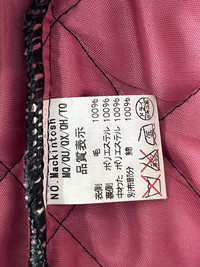 NO. Mackintosh
MO/OU/OX/OH/TO
品質表示
表側 毛 100%
裏側 ポリエステル 100%
中わた ポリエステル 100%
別布部分 綿 100%